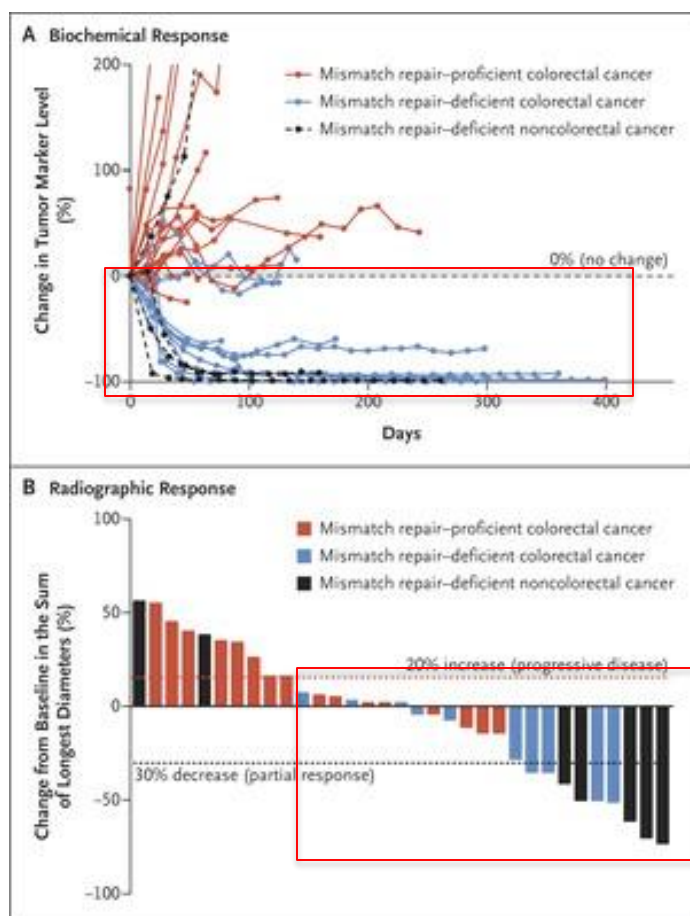 A Biochemical Response
200
100
0
−100
Change in Tumor Marker Level
(%)
Mismatch repair–proficient colorectal cancer
Mismatch repair–deficient colorectal cancer
Mismatch repair–deficient noncolorectal cancer
0% (no change)
0 100 200 300 400
Days
B Radiographic Response
100
50
0
−50
−100
Change from Baseline in the Sum
of Longest Diameters (%)
Mismatch repair–proficient colorectal cancer
Mismatch repair–deficient colorectal cancer
Mismatch repair–deficient noncolorectal cancer
20% increase (progressive disease)
30% decrease (partial response)